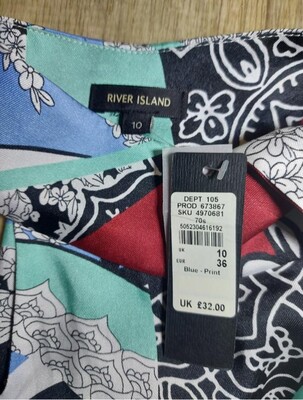 RIVER ISLAND
10
DEPT 105
PROD 673867
SKU 4970681
70s
5052304616192
UK 10
EUR 36
Blue - Print
UK £32.00